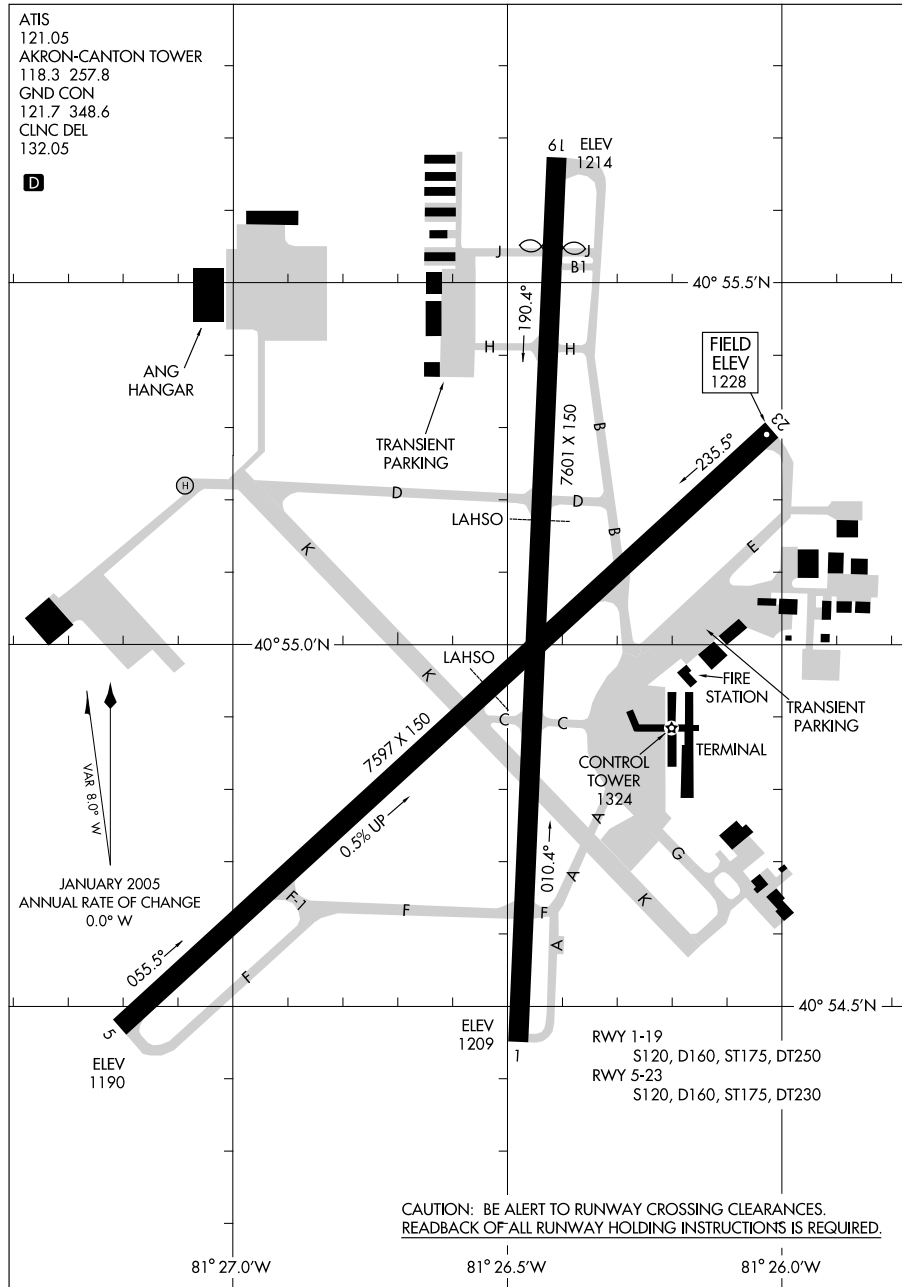 ATIS
121.05
AKRON-CANTON TOWER
118.3 257.8
GND CON
121.7 348.6
CLNC DEL
132.05
D
19
ELEV
1214
J
J
B1
40° 55.5'N
190.4°
ANG
HANGAR
H
H
FIELD
ELEV
1228
23
TRANSIENT
PARKING
7601 X 150
B
235.5°
H
D
D
LAHSO
B
K
E
40° 55.0'N
LAHSO
K
FIRE
STATION
TRANSIENT
PARKING
C
C
7597 X 150
TERMINAL
CONTROL
TOWER
1324
VAR 8.0° W
0.5% UP
A
G
JANUARY 2005
ANNUAL RATE OF CHANGE
0.0° W
010.4°
A
K
F-1
F
F
A
055.5°
F
40° 54.5'N
5
ELEV
1190
ELEV
1209
1
RWY 1-19
S120, D160, ST175, DT250
RWY 5-23
S120, D160, ST175, DT230
CAUTION: BE ALERT TO RUNWAY CROSSING CLEARANCES.
READBACK OF ALL RUNWAY HOLDING INSTRUCTIONS IS REQUIRED.
81° 27.0'W
81° 26.5'W
81° 26.0'W